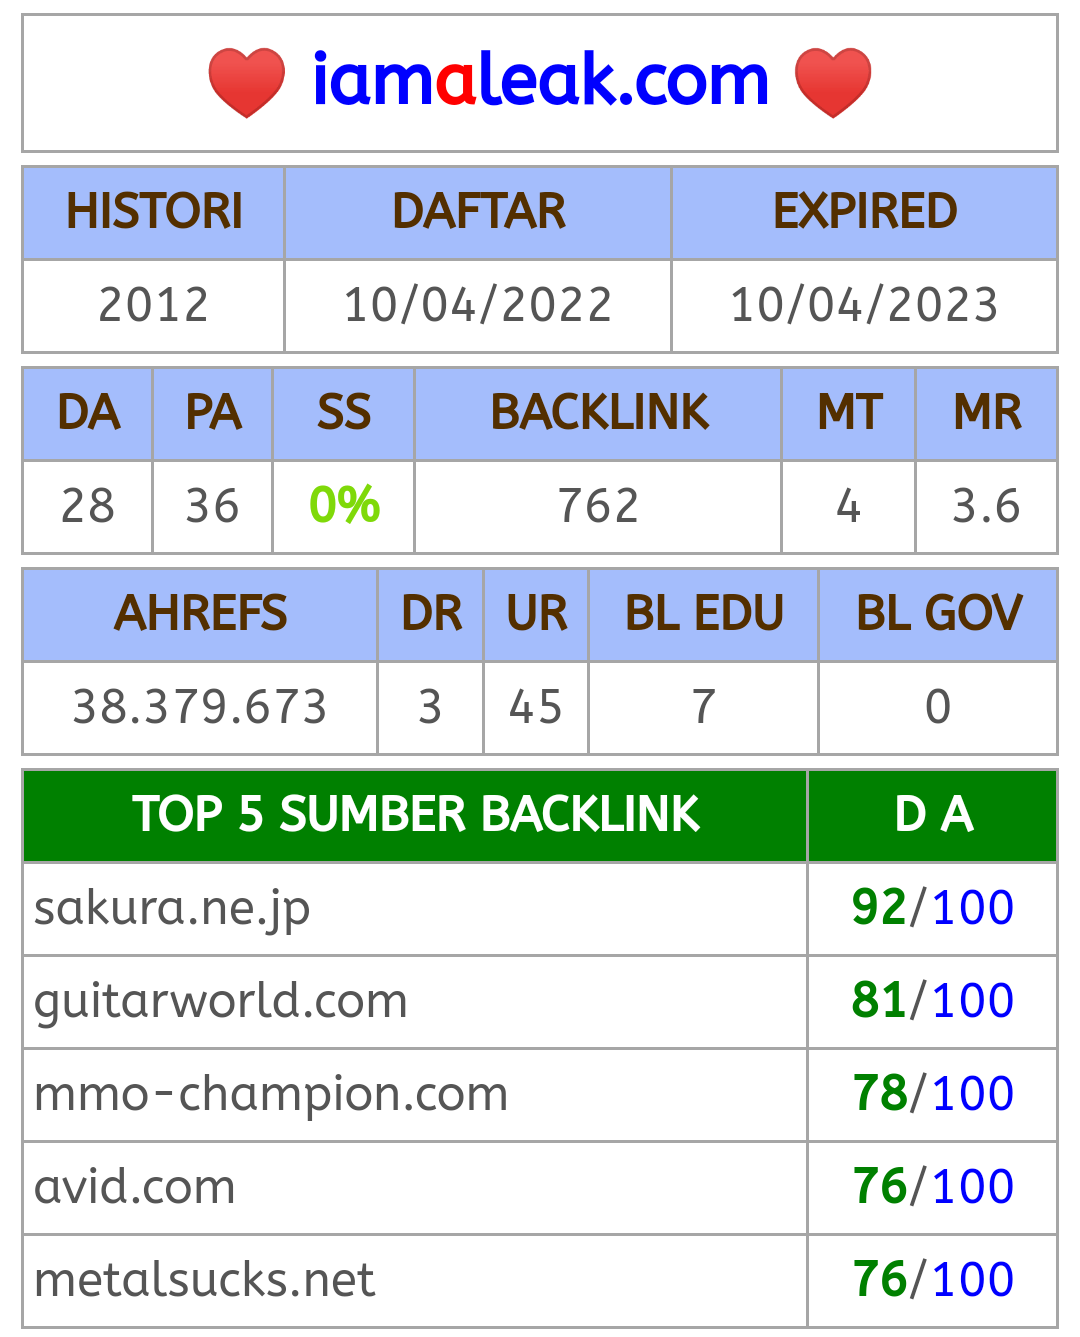 iamaleak.com
HISTORI DAFTAR EXPIRED
2012 10/04/2022 10/04/2023
DA PA SS BACKLINK MT MR
28 36 0% 762 4 3.6
AHREFS DR UR BL EDU BL GOV
38.379.673 3 45 7 0
TOP 5 SUMBER BACKLINK D A
sakura.ne.jp 92/100
guitarworld.com 81/100
mmo-champion.com 78/100
avid.com 76/100
metalsucks.net 76/100